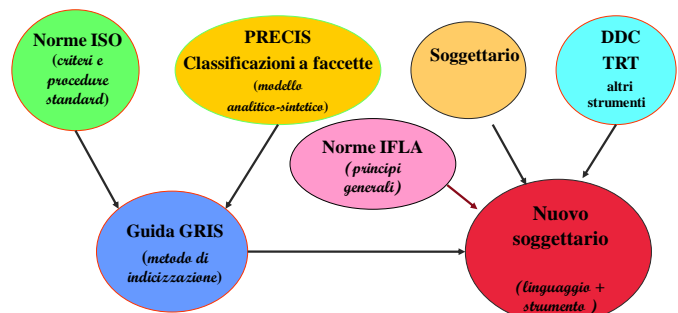 Norme ISO
(criteri e
procedure
standard)
PRECIS
Classificazioni a faccette
(modello
analitico-sintetico)
Soggettario
DDC
TRT
altri
strumenti
Norme IFLA
(principi
generali)
Guida GRIS
(metodo di
indicizzazione)
Nuovo
soggettario
(linguaggio +
strumento )